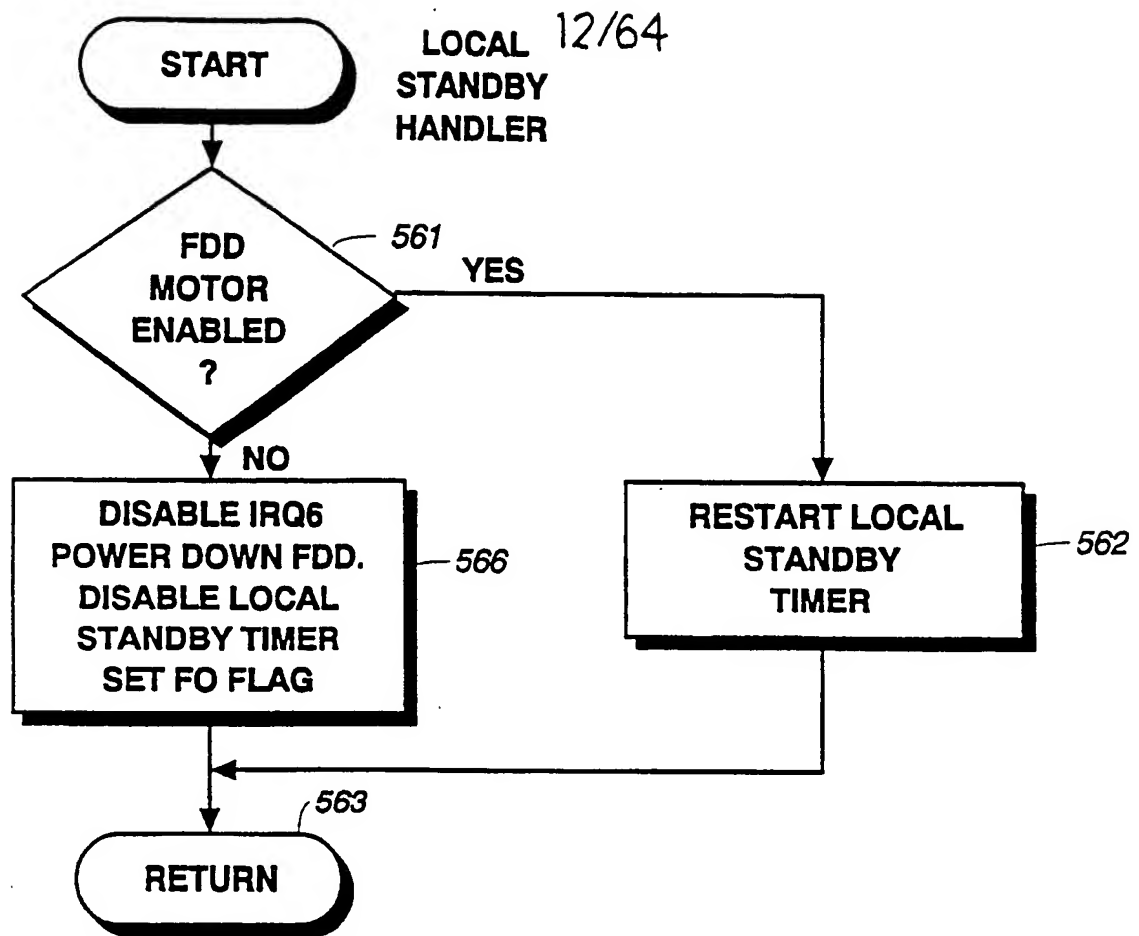 START
LOCAL
STANDBY
HANDLER
12/64
FDD
MOTOR
ENABLED
?
561
YES
NO
DISABLE IRQ6
POWER DOWN FDD.
DISABLE LOCAL
STANDBY TIMER
SET FO FLAG
566
RESTART LOCAL
STANDBY
TIMER
562
563
RETURN